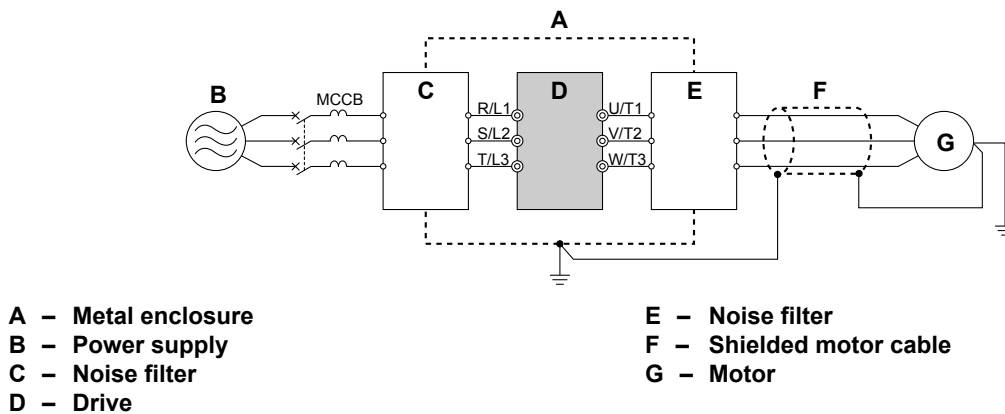 A
B
MCCB
C
D
E
F
G
R/L1
S/L2
T/L3
U/T1
V/T2
W/T3
A – Metal enclosure
B – Power supply
C – Noise filter
D – Drive
E – Noise filter
F – Shielded motor cable
G – Motor